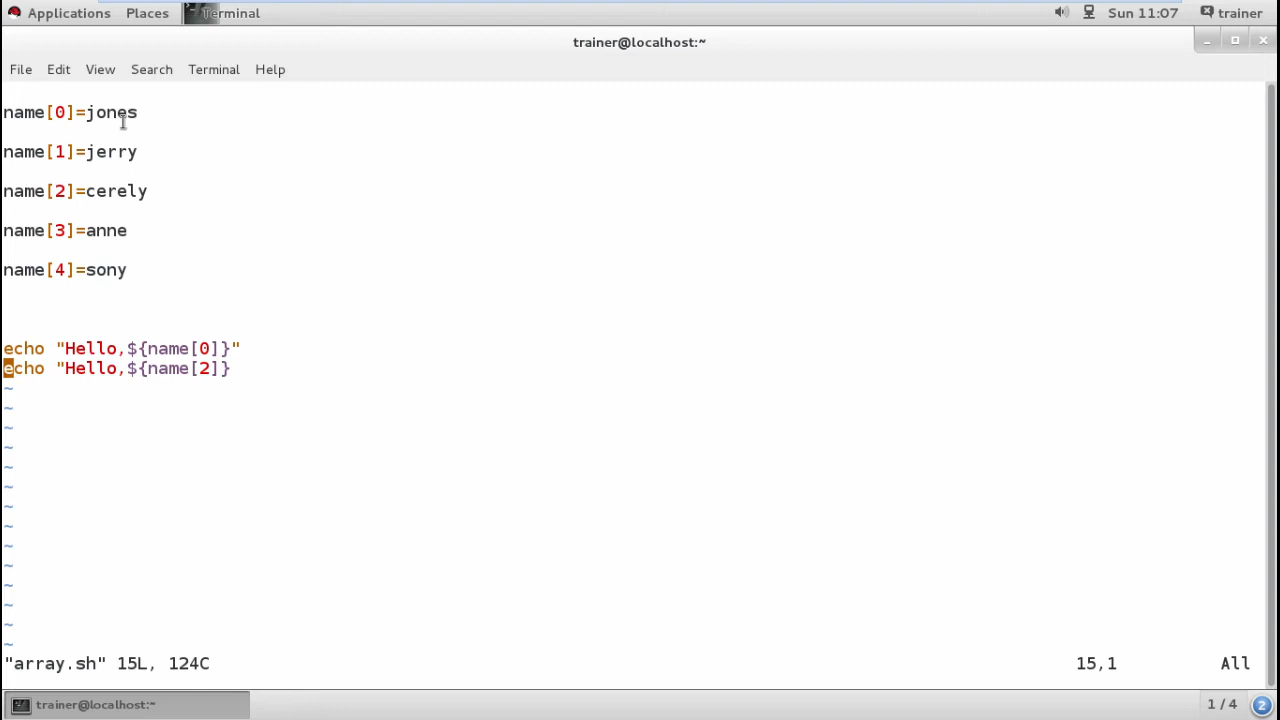 Applications Places Terminal Sun 11:07 trainer
trainer@localhost:~
File Edit View Search Terminal Help
name[0]=jones
name[1]=jerry
name[2]=cerely
name[3]=anne
name[4]=sony
echo "Hello,${name[0]}"
echo "Hello,${name[2]}
~
~
~
~
~
~
~
~
~
~
~
~
~
~
"array.sh" 15L, 124C 15,1 All
trainer@localhost:~ 1 / 4 2